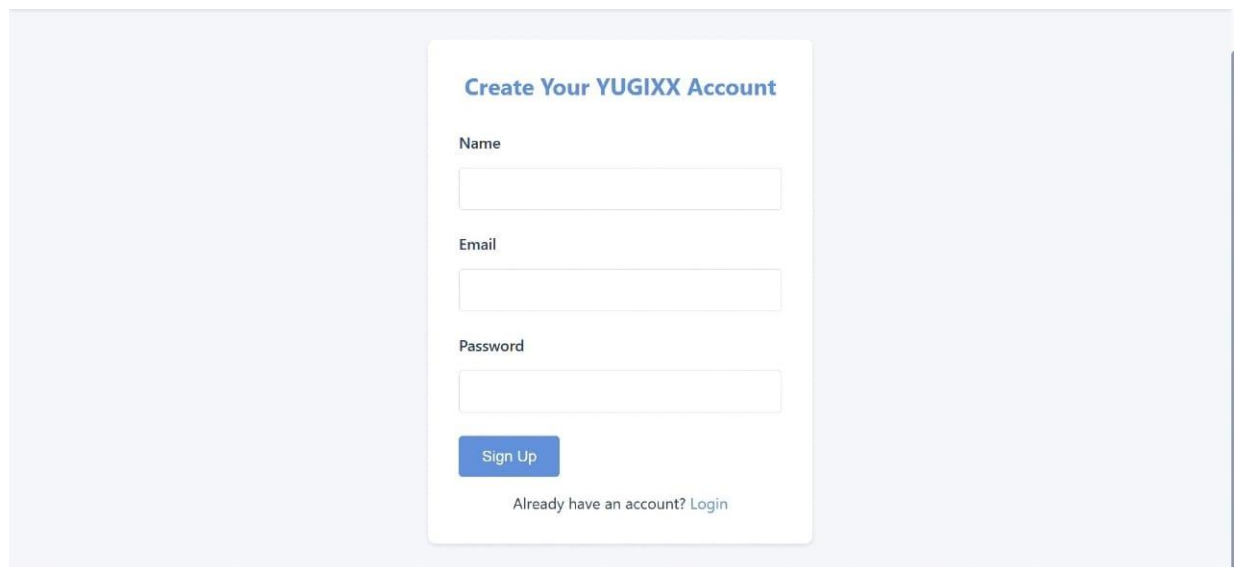 Create Your YUGIXX Account
Name
Email
Password
Sign Up
Already have an account? Login